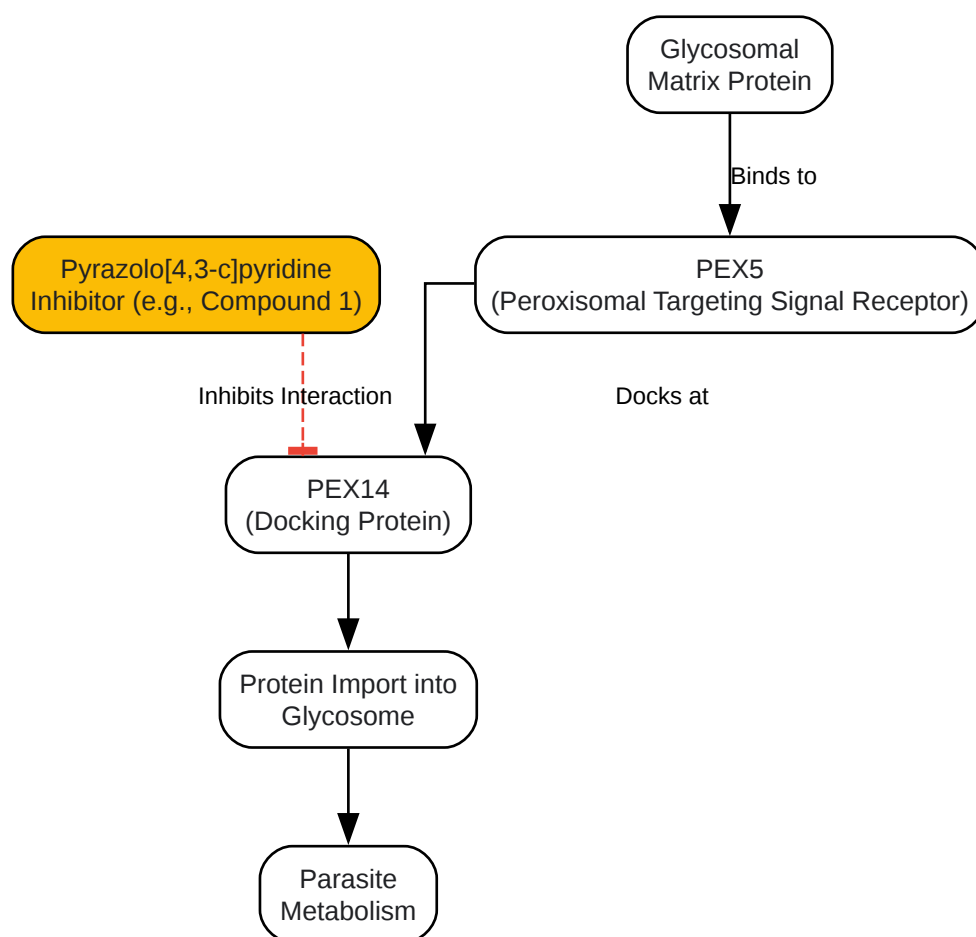 Glycosomal
Matrix Protein
Binds to
Pyrazolo[4,3-c]pyridine
Inhibitor (e.g., Compound 1)
PEX5
(Peroxisomal Targeting Signal Receptor)
Inhibits Interaction
Docks at
PEX14
(Docking Protein)
Protein Import into
Glycosome
Parasite
Metabolism